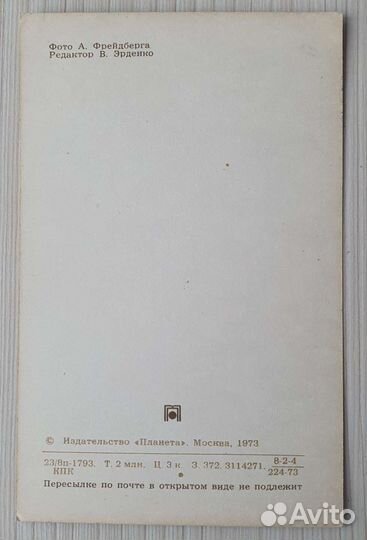 Фото А. Фрейдберга
Редактор В. Эрденко
© Издательство «Планета». Москва, 1973
23/8п-1793. Т. 2 млн. Ц. 3 к. З. 372. 3114271. 8-2-4
КПК 224-73
Пересылке по почте в открытом виде не подлежит
Avito